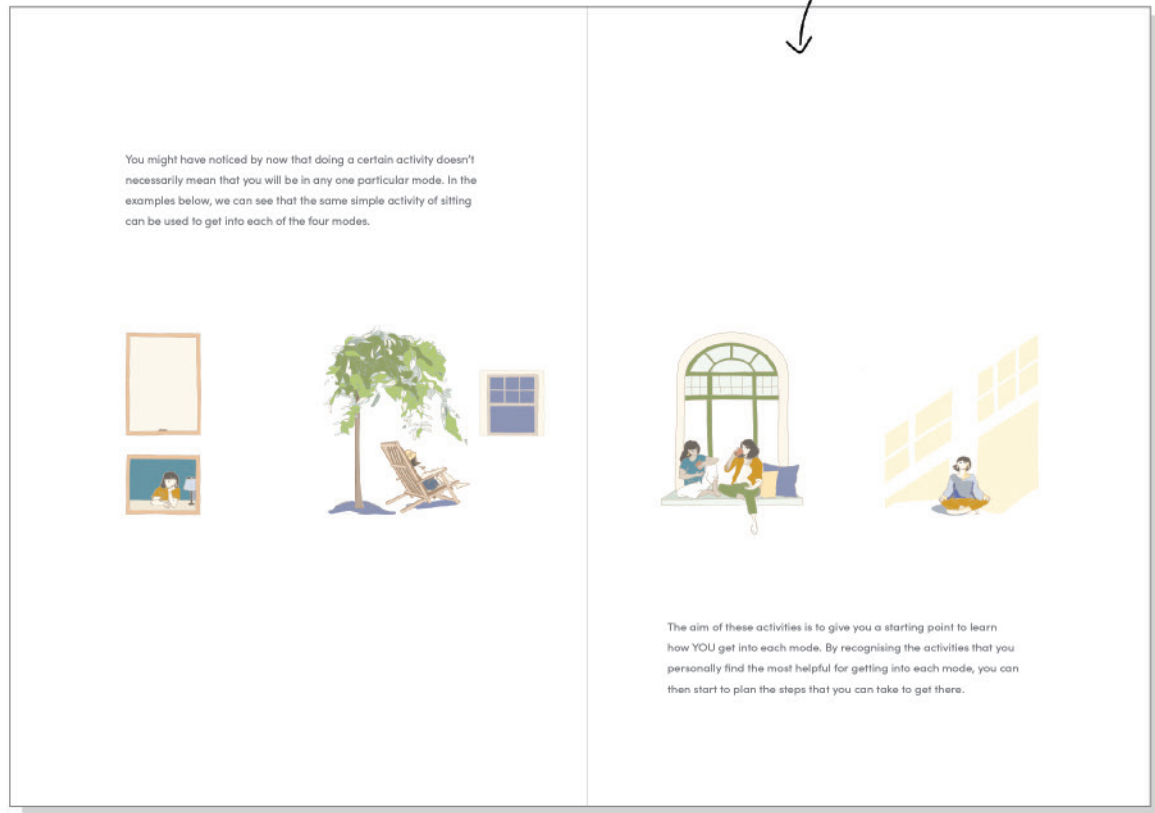 You might have noticed by now that doing a certain activity doesn't
necessarily mean that you will be in any one particular mode. In the
examples below, we can see that the same simple activity of sitting
can be used to get into each of the four modes.
The aim of these activities is to give you a starting point to learn
how YOU get into each mode. By recognising the activities that you
personally find the most helpful for getting into each mode, you can
then start to plan the steps that you can take to get there.